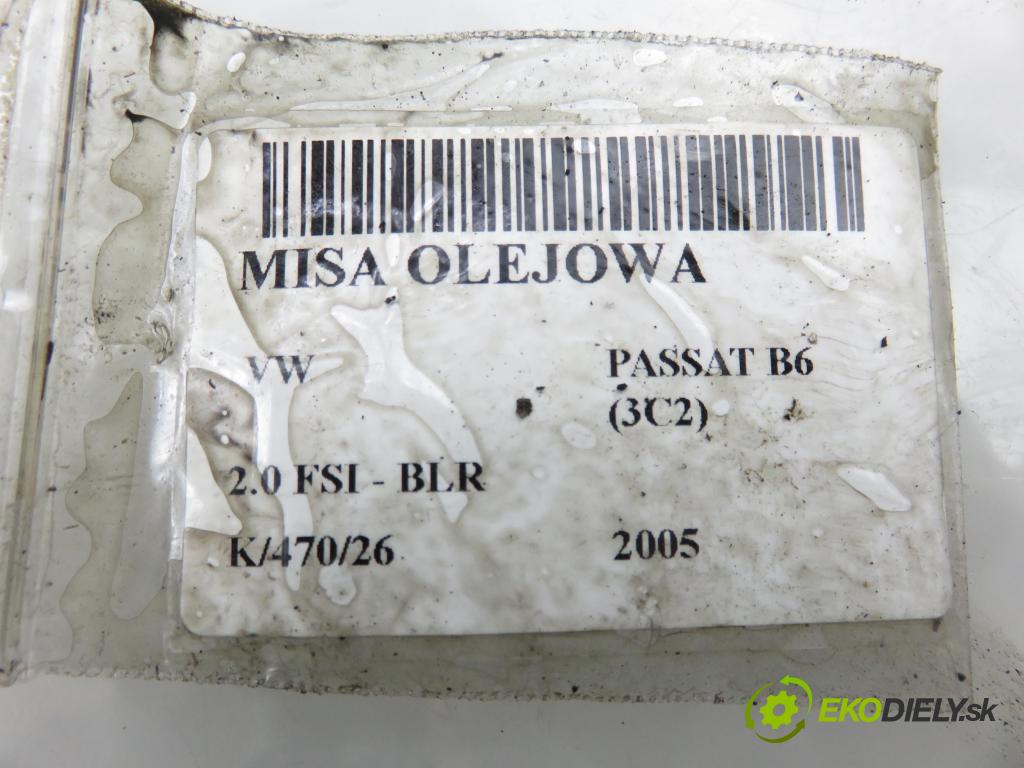 MISA OLEJOWA
VW PASSAT B6
(3C2)
2.0 FSI - BLR
K/470/26 2005
EKODIELY.sk